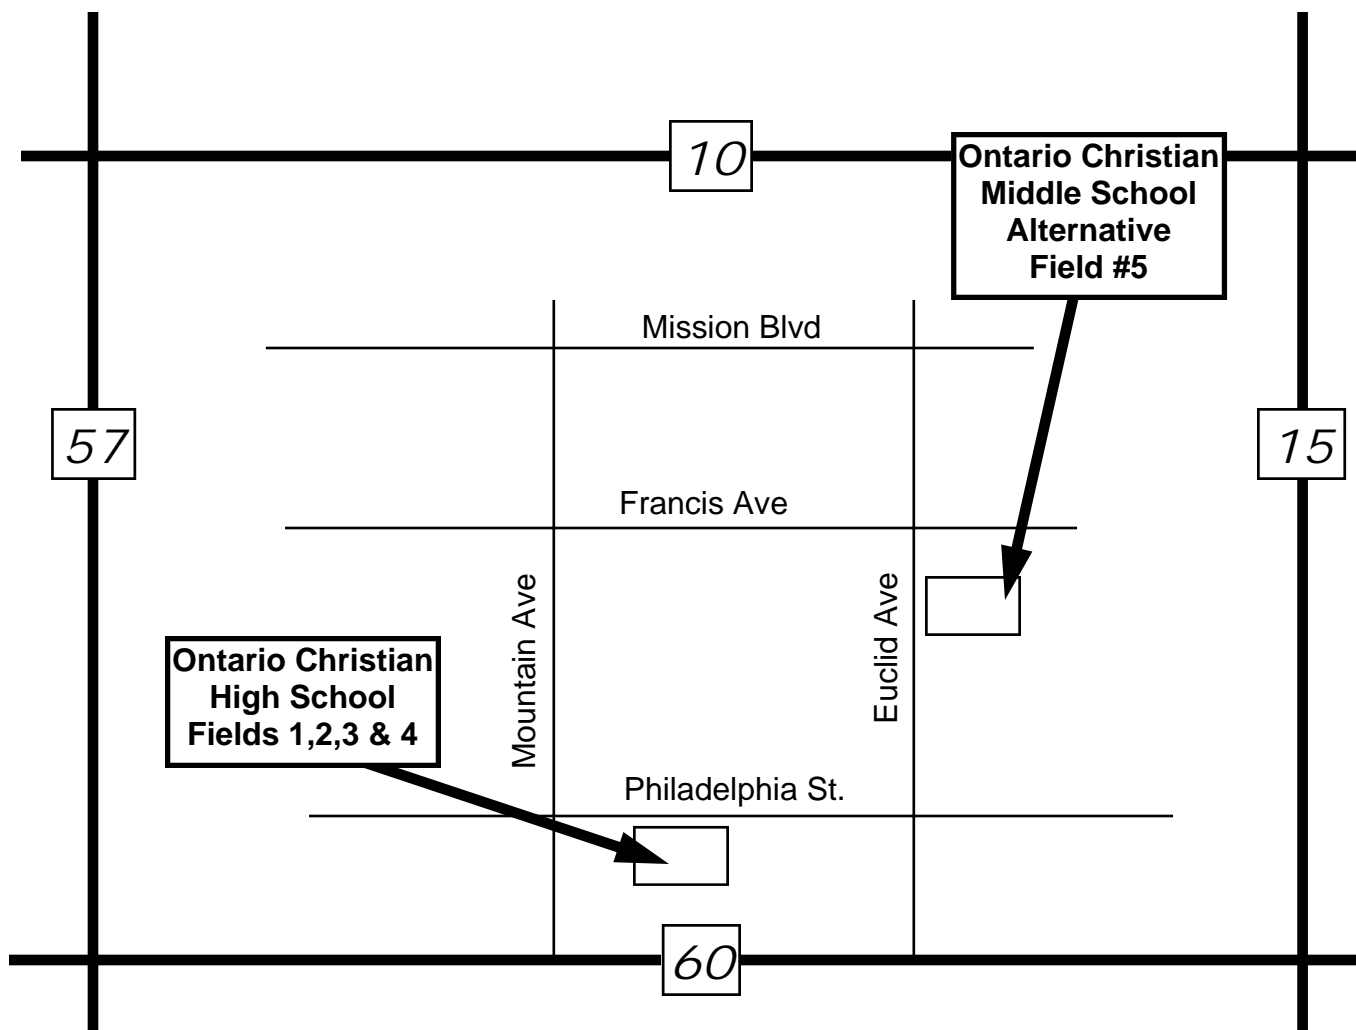 10
Ontario Christian
Middle School
Alternative
Field #5
Mission Blvd
57
15
Francis Ave
Mountain Ave
Euclid Ave
Ontario Christian
High School
Fields 1,2,3 & 4
Philadelphia St.
60